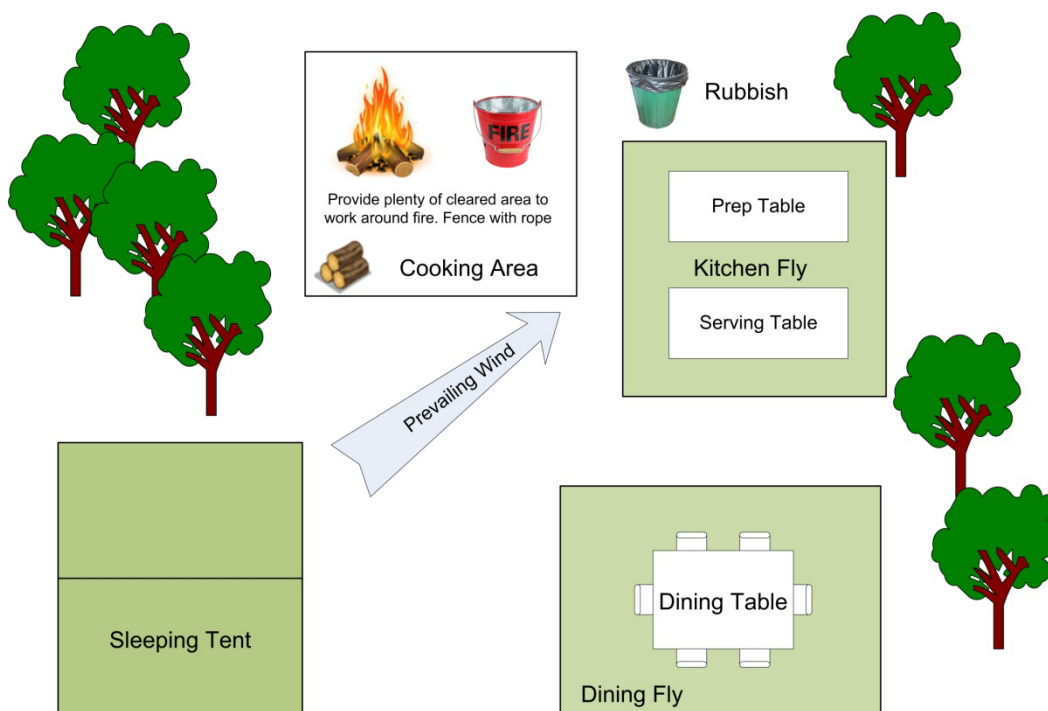 FIRE
Rubbish
Provide plenty of cleared area to
work around fire. Fence with rope
Cooking Area
Prep Table
Kitchen Fly
Serving Table
Prevailing Wind
Sleeping Tent
Dining Table
Dining Fly